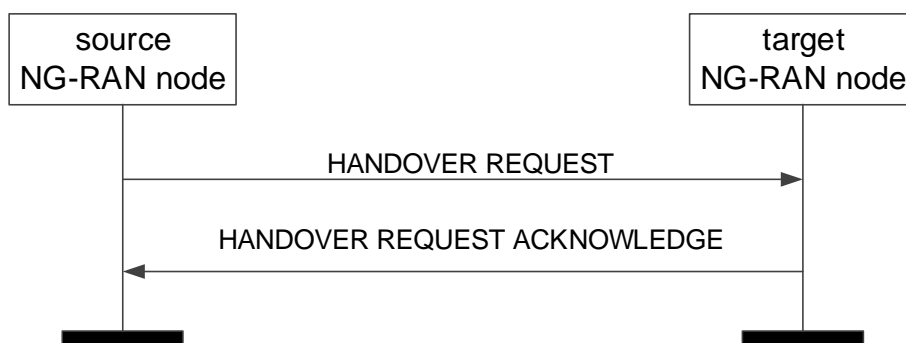 source
NG-RAN node
target
NG-RAN node
HANDOVER REQUEST
HANDOVER REQUEST ACKNOWLEDGE